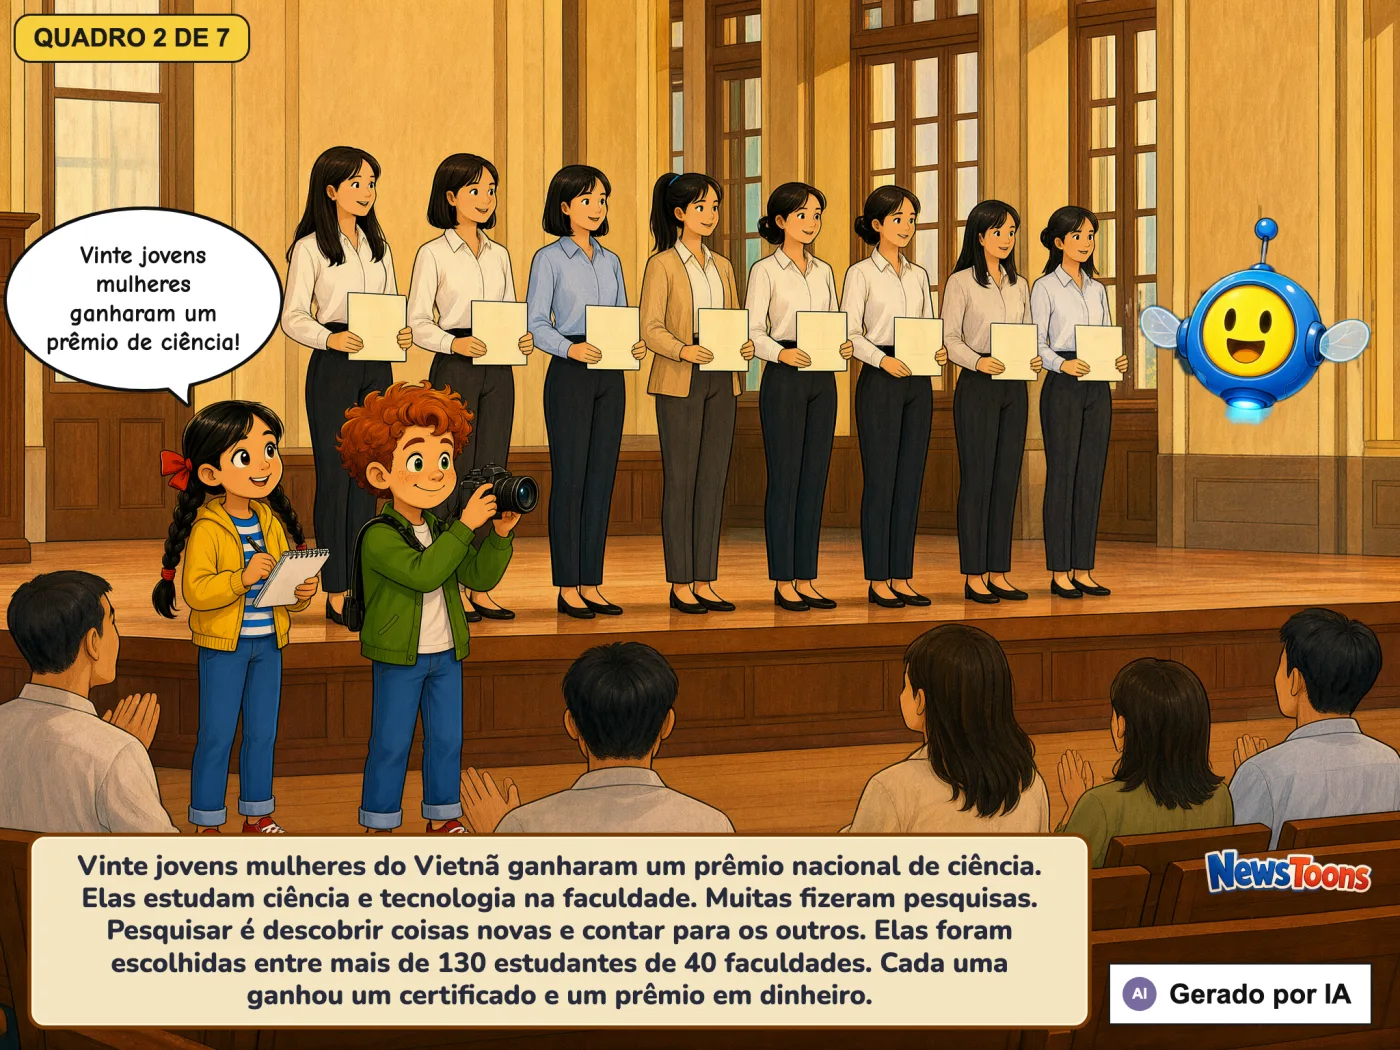 QUADRO 2 DE 7
Vinte jovens
mulheres
ganharam um
prêmio de ciência!
Vinte jovens mulheres do Vietnã ganharam um prêmio nacional de ciência.
Elas estudam ciência e tecnologia na faculdade. Muitas fizeram pesquisas.
Pesquisar é descobrir coisas novas e contar para os outros. Elas foram
escolhidas entre mais de 130 estudantes de 40 faculdades. Cada uma
ganhou um certificado e um prêmio em dinheiro.
NewsToons
AI Gerado por IA